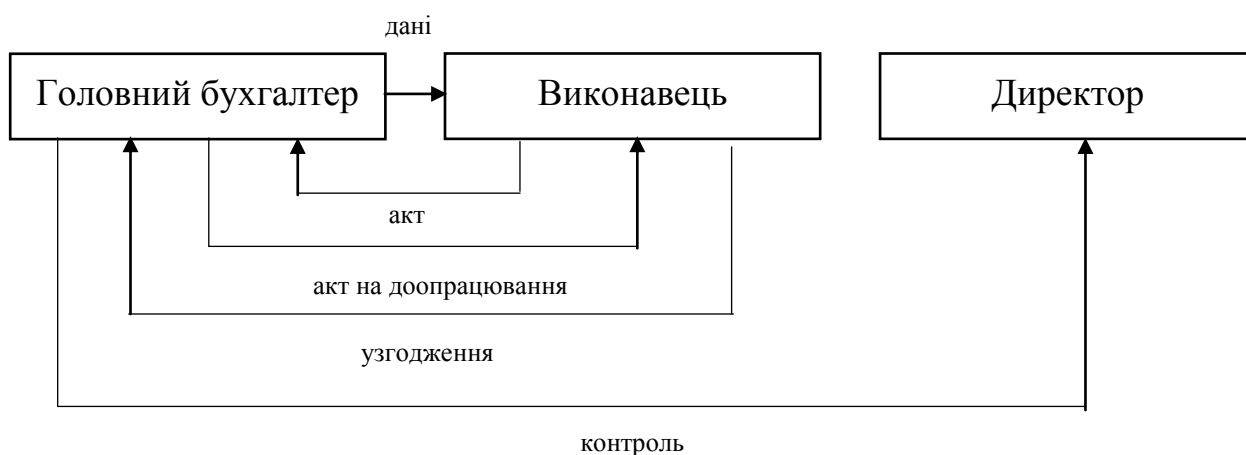 дані
Головний бухгалтер
Виконавець
Директор
акт
акт на доопрацювання
узгодження
контроль